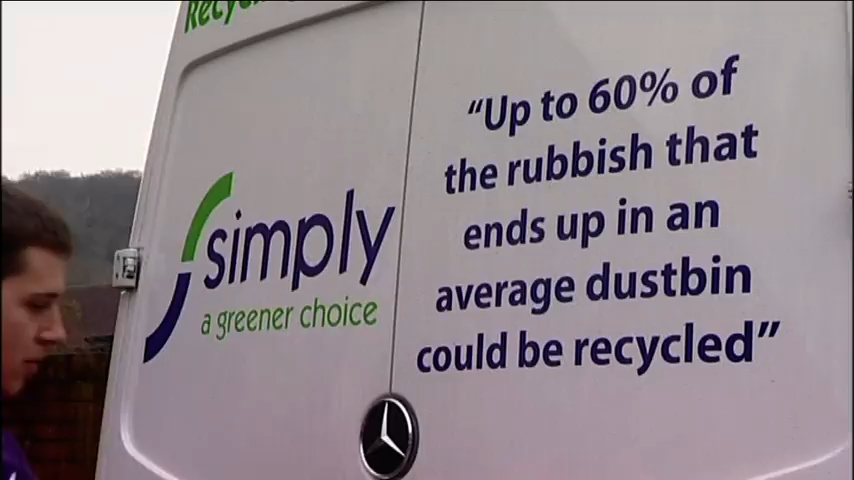 simply
a greener choice
“Up to 60% of
the rubbish that
ends up in an
average dustbin
could be recycled”